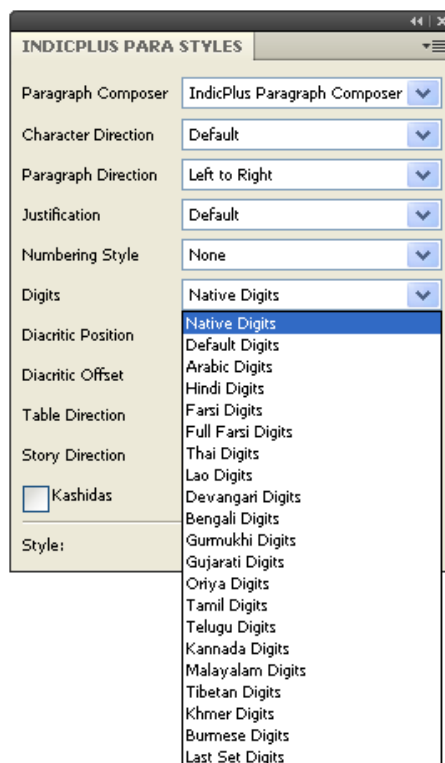 INDICPLUS PARA STYLES
Paragraph Composer IndicPlus Paragraph Composer
Character Direction Default
Paragraph Direction Left to Right
Justification Default
Numbering Style None
Digits Native Digits
Diacritic Position
Diacritic Offset
Table Direction
Story Direction
Kashidas
Style:
Native Digits
Default Digits
Arabic Digits
Hindi Digits
Farsi Digits
Full Farsi Digits
Thai Digits
Lao Digits
Devangari Digits
Bengali Digits
Gurmukhi Digits
Gujarati Digits
Oriya Digits
Tamil Digits
Telugu Digits
Kannada Digits
Malayalam Digits
Tibetan Digits
Khmer Digits
Burmese Digits
Last Set Digits